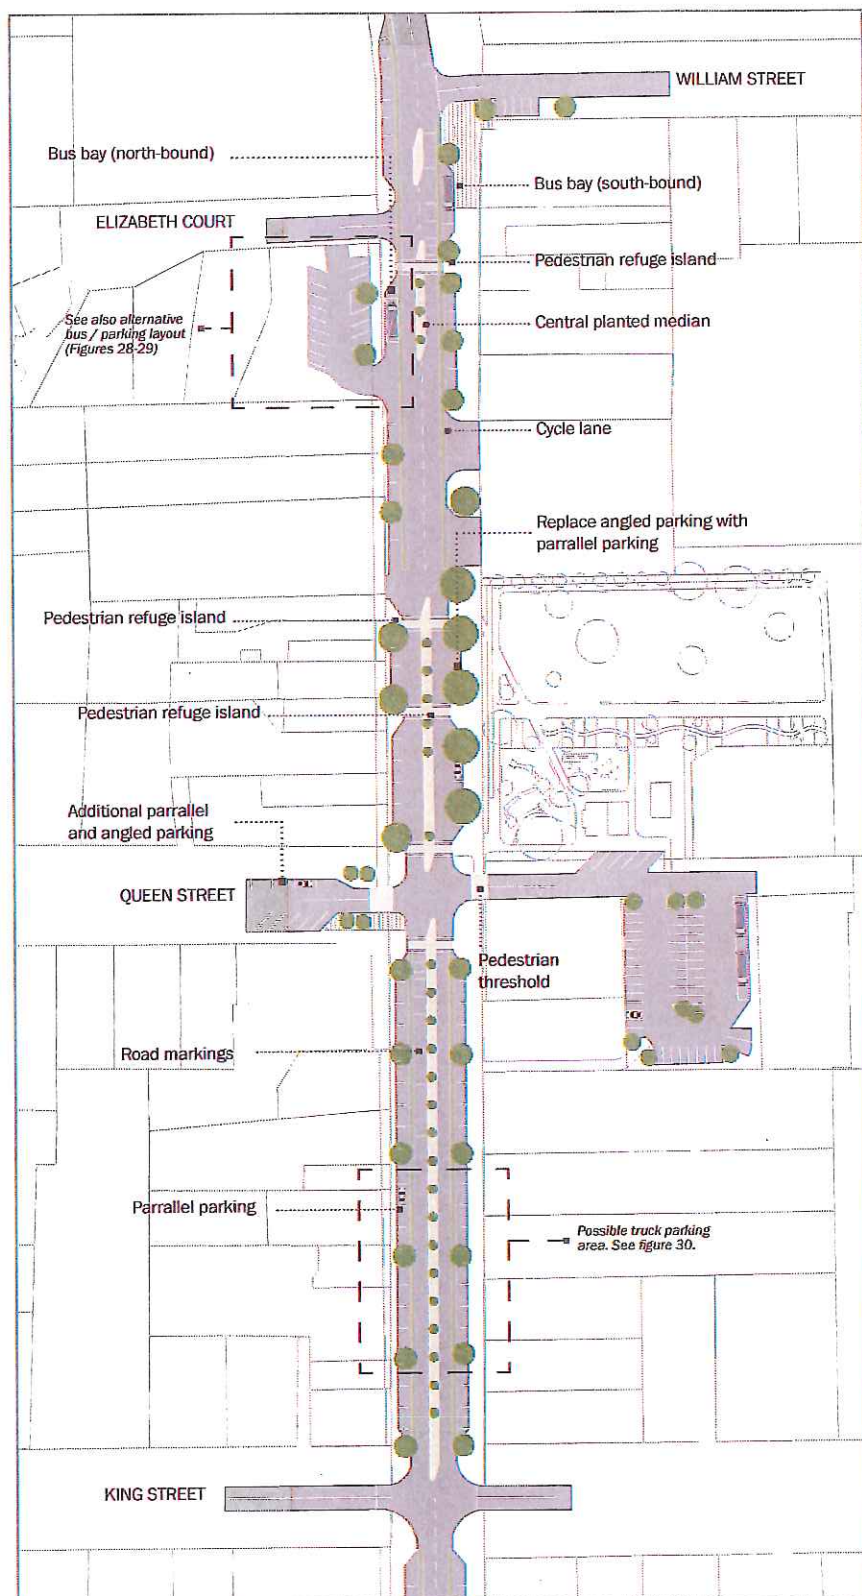 WILLIAM STREET
Bus bay (north-bound)
Bus bay (south-bound)
ELIZABETH COURT
Pedestrian refuge island
See also alternative
bus / parking layout
(Figures 28-29)
Central planted median
Cycle lane
Replace angled parking with
parrallel parking
Pedestrian refuge island
Pedestrian refuge island
Additional parrallel
and angled parking
QUEEN STREET
Pedestrian
threshold
Road markings
Parrallel parking
Possible truck parking
area. See figure 30.
KING STREET